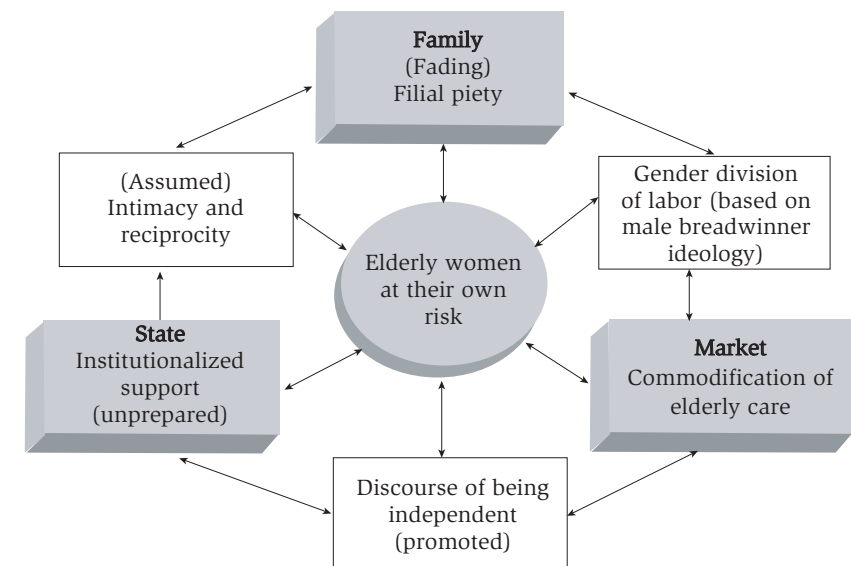 Family
(Fading)
Filial piety
(Assumed)
Intimacy and
reciprocity
Gender division
of labor (based on
male breadwinner
ideology)
Elderly women
at their own
risk
State
Institutionalized
support
(unprepared)
Market
Commodification of
elderly care
Discourse of being
independent
(promoted)